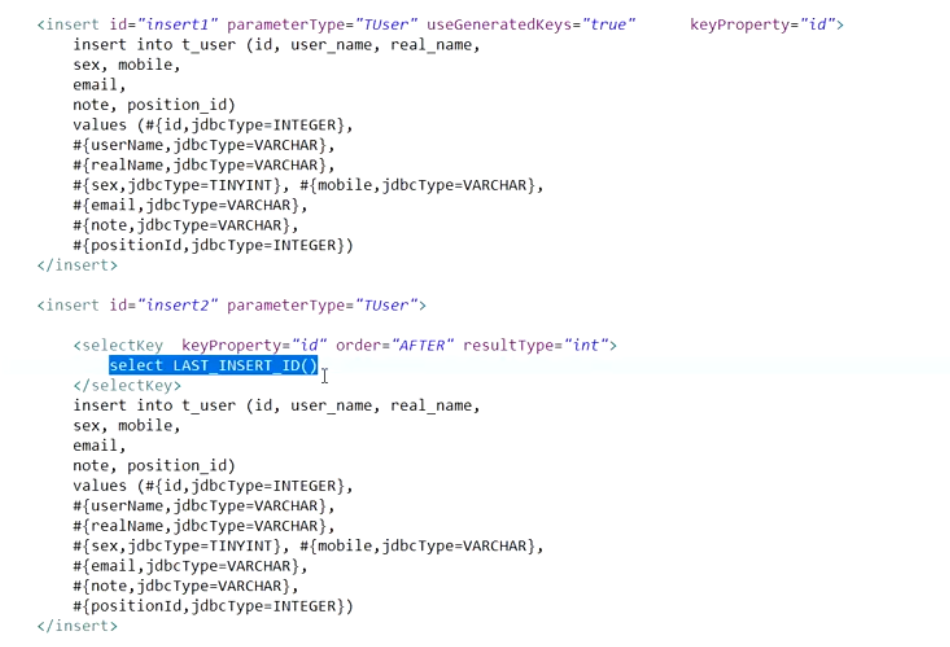 <insert id="insert1" parameterType="TUser" useGeneratedKeys="true" keyProperty="id">
insert into t_user (id, user_name, real_name,
sex, mobile,
email,
note, position_id)
values (#{id,jdbcType=INTEGER},
#{userName,jdbcType=VARCHAR},
#{realName,jdbcType=VARCHAR},
#{sex,jdbcType=TINYINT}, #{mobile,jdbcType=VARCHAR},
#{email,jdbcType=VARCHAR},
#{note,jdbcType=VARCHAR},
#{positionId,jdbcType=INTEGER})
</insert>
<insert id="insert2" parameterType="TUser">
<selectKey keyProperty="id" order="AFTER" resultType="int">
select LAST_INSERT_ID()
</selectKey>
insert into t_user (id, user_name, real_name,
sex, mobile,
email,
note, position_id)
values (#{id,jdbcType=INTEGER},
#{userName,jdbcType=VARCHAR},
#{realName,jdbcType=VARCHAR},
#{sex,jdbcType=TINYINT}, #{mobile,jdbcType=VARCHAR},
#{email,jdbcType=VARCHAR},
#{note,jdbcType=VARCHAR},
#{positionId,jdbcType=INTEGER})
</insert>